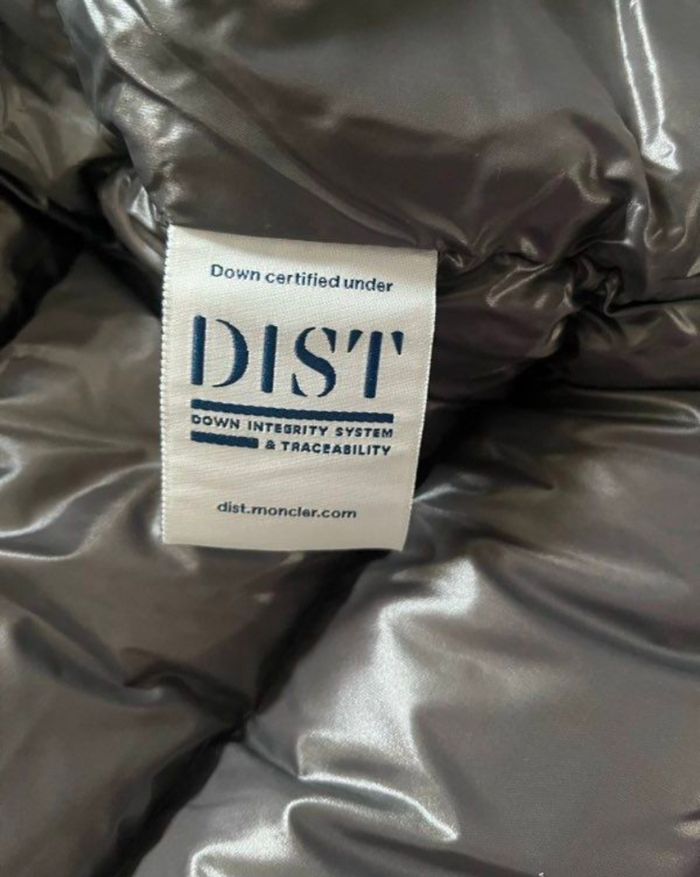 Down certified under
DIST
DOWN INTEGRITY SYSTEM
& TRACEABILITY
dist.moncler.com